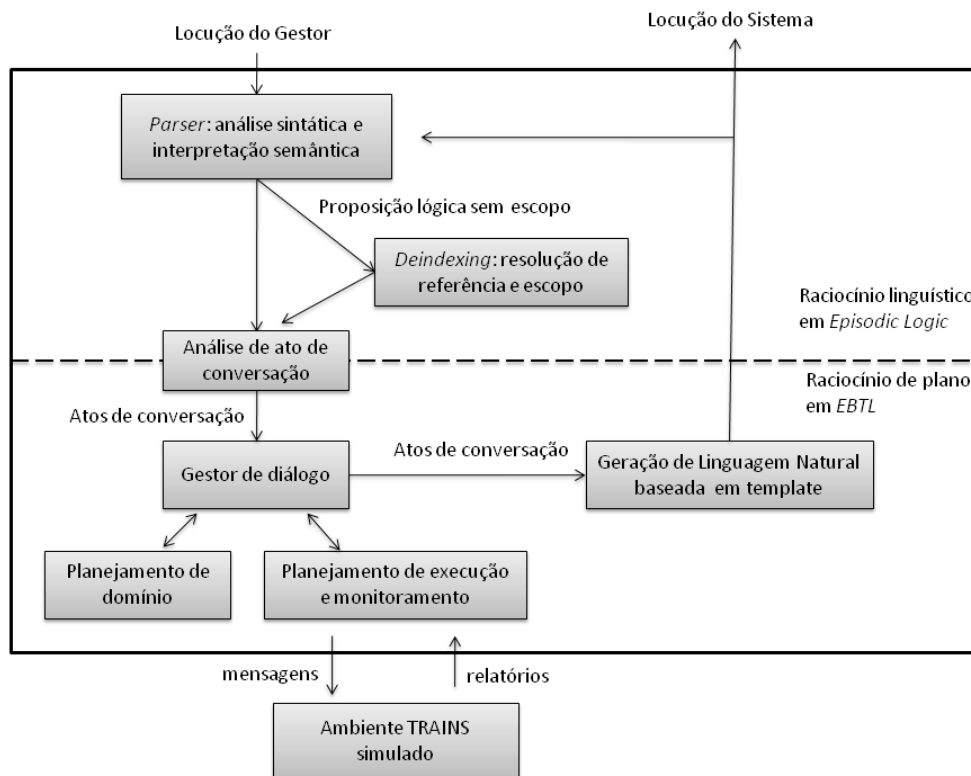 Locução do Gestor
Locução do Sistema
Parser: análise sintática e
interpretação semântica
Proposição lógica sem escopo
Deindexing: resolução de
referência e escopo
Raciocínio linguístico
em Episodic Logic
Análise de ato de
conversação
Raciocínio de plano
em EBTL
Atos de conversação
Gestor de diálogo
Atos de conversação
Geração de Linguagem Natural
baseada em template
Planejamento de
domínio
Planejamento de execução
e monitoramento
mensagens
relatórios
Ambiente TRAINS
simulado